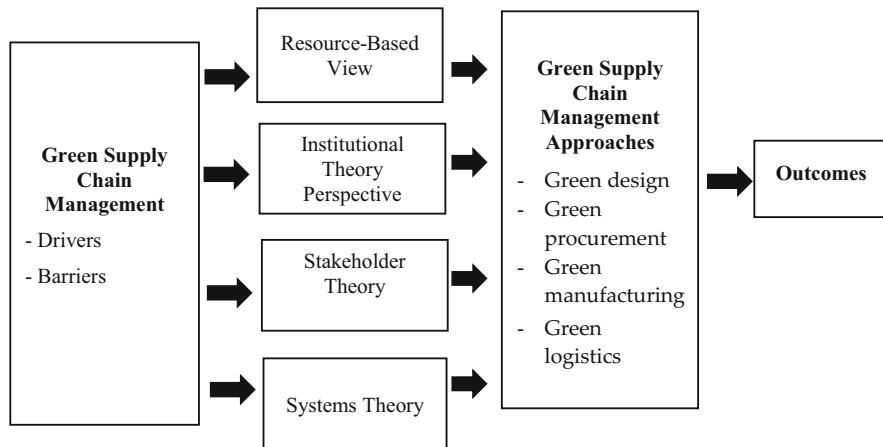 Green Supply
Chain
Management
- Drivers
- Barriers
Resource-Based
View
Institutional
Theory
Perspective
Stakeholder
Theory
Systems Theory
Green Supply
Chain
Management
Approaches
- Green design
- Green
procurement
- Green
manufacturing
- Green
logistics
Outcomes